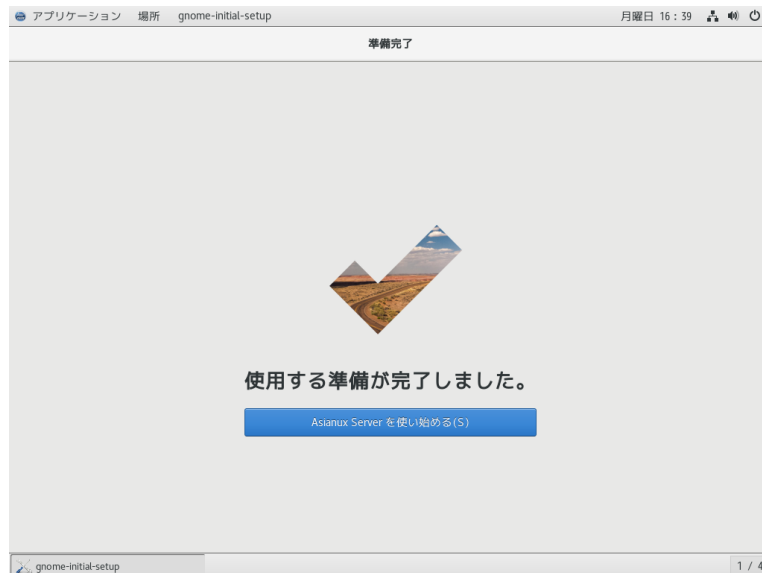 アプリケーション 場所 gnome-initial-setup 月曜日 16:39
準備完了
使用する準備が完了しました。
Asianux Server を使い始める(S)
gnome-initial-setup 1 / 4